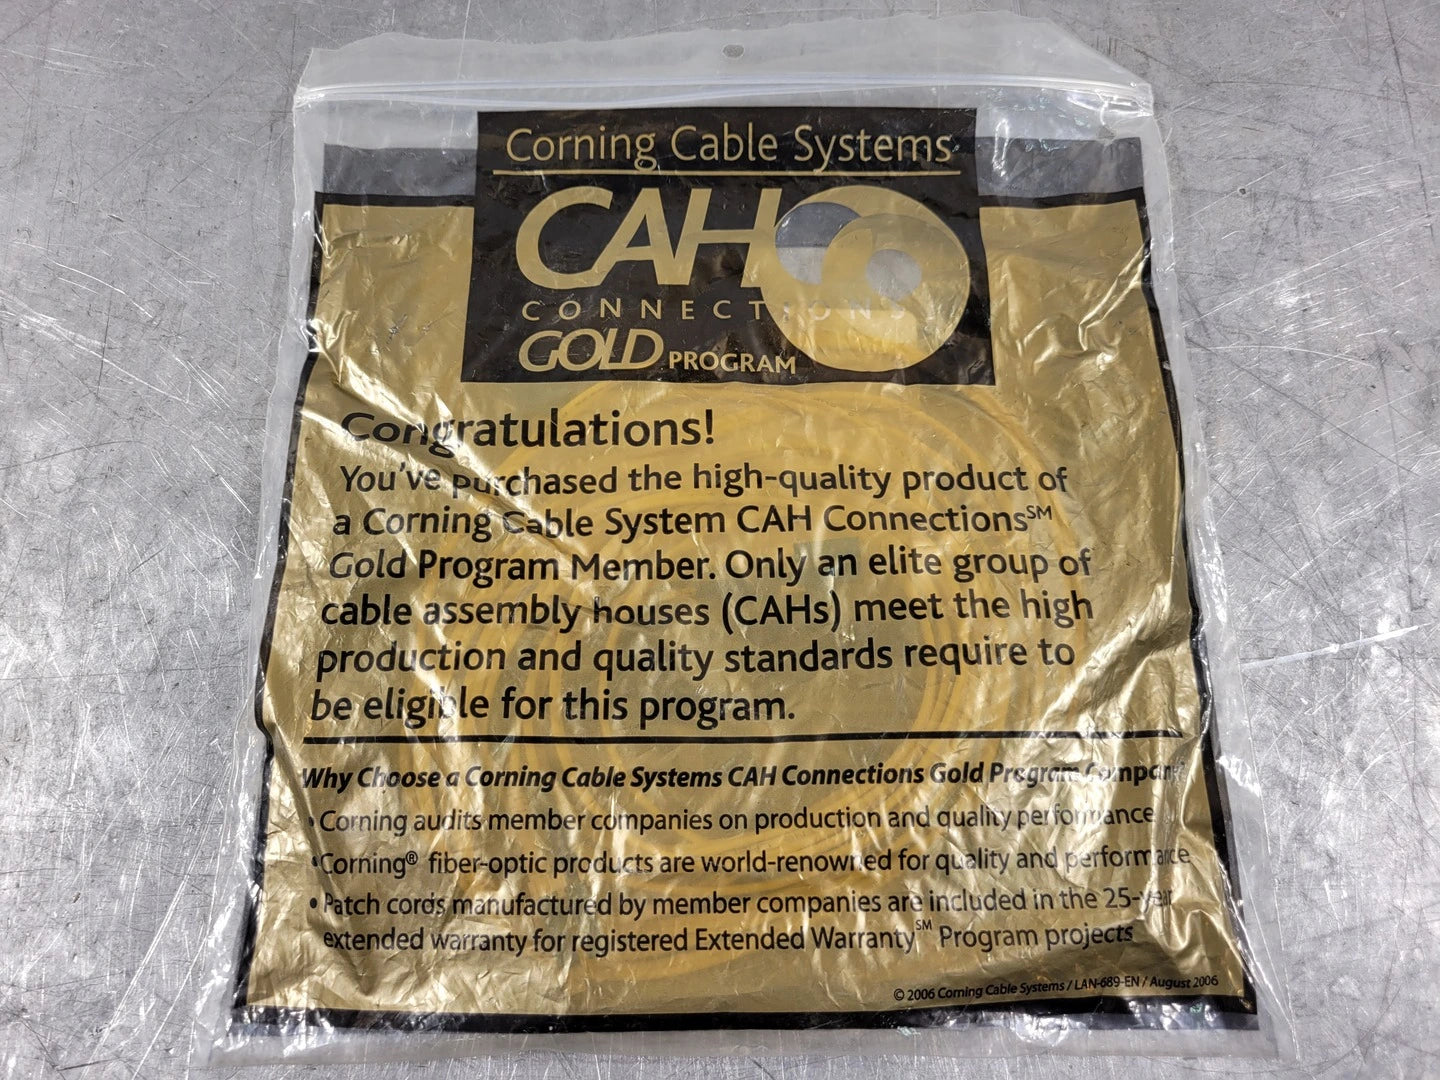 Corning Cable Systems
CAH
CONNECTIONS
GOLD PROGRAM
Congratulations!
You've purchased the high-quality product of
a Corning Cable System CAH Connections℠
Gold Program Member. Only an elite group of
cable assembly houses (CAHs) meet the high
production and quality standards require to
be eligible for this program.
Why Choose a Corning Cable Systems CAH Connections Gold Program
• Corning audits member companies on production and quality performance
• Corning® fiber-optic products are world-renowned for quality and performance
• Patch cords manufactured by member companies are included in the 25-year
extended warranty for registered Extended Warranty℠ Program projects
© 2006 Corning Cable Systems / LAN-689-EN / August 2006